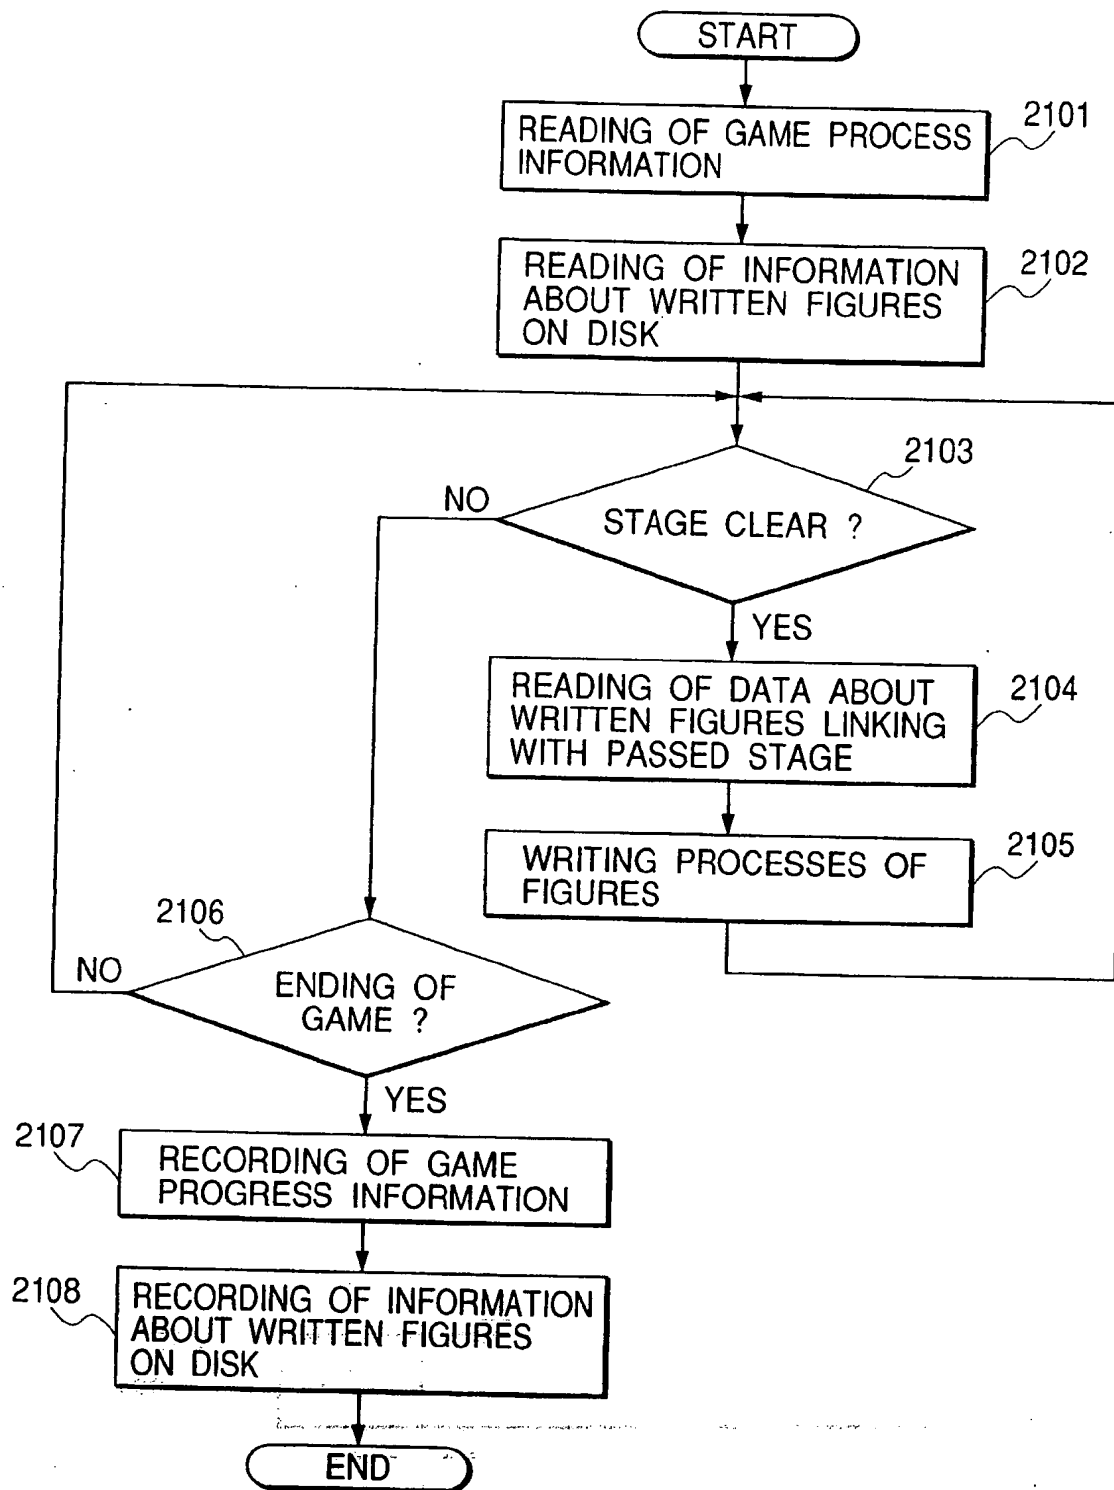 START
2101
READING OF GAME PROCESS
INFORMATION
2102
READING OF INFORMATION
ABOUT WRITTEN FIGURES
ON DISK
2103
NO
STAGE CLEAR ?
YES
2104
READING OF DATA ABOUT
WRITTEN FIGURES LINKING
WITH PASSED STAGE
2105
WRITING PROCESSES OF
FIGURES
2106
NO
ENDING OF
GAME ?
YES
2107
RECORDING OF GAME
PROGRESS INFORMATION
2108
RECORDING OF INFORMATION
ABOUT WRITTEN FIGURES
ON DISK
END